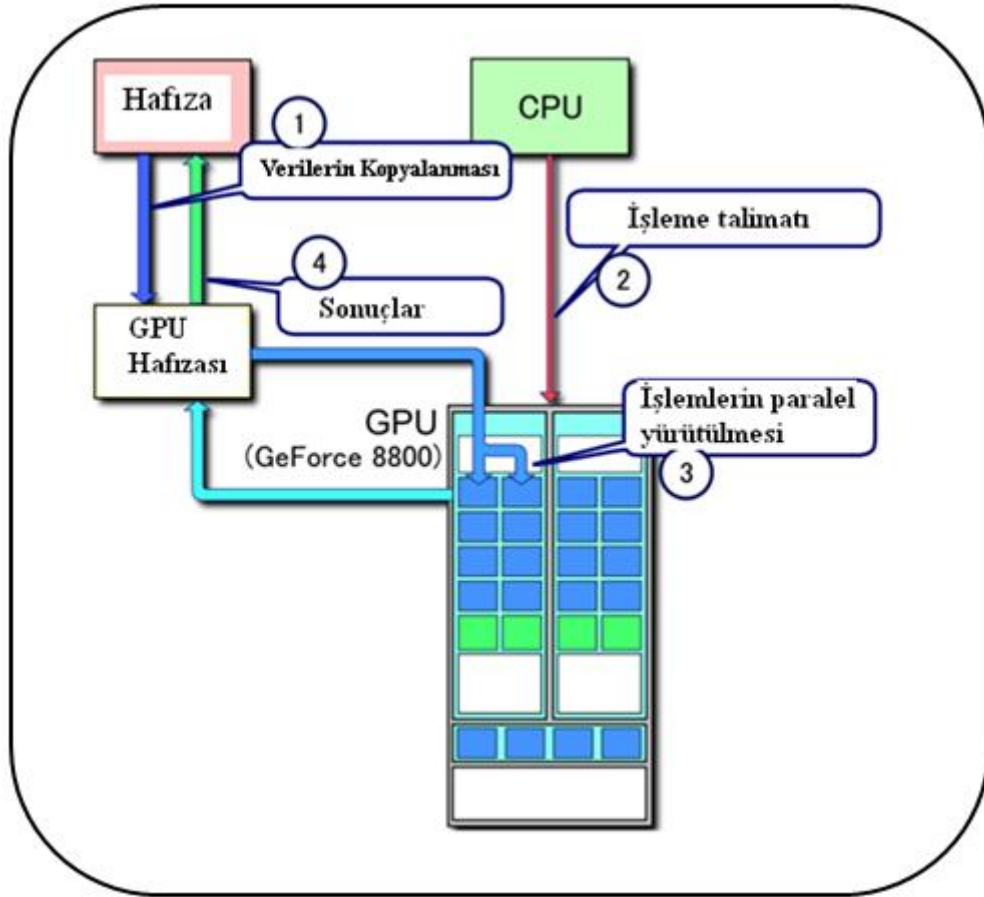 Hafıza
CPU
1
Verilerin Kopyalanması
İşleme talimatı
2
4
Sonuçlar
GPU
Hafızası
GPU
(GeForce 8800)
İşlemlerin paralel
yürütülmesi
3